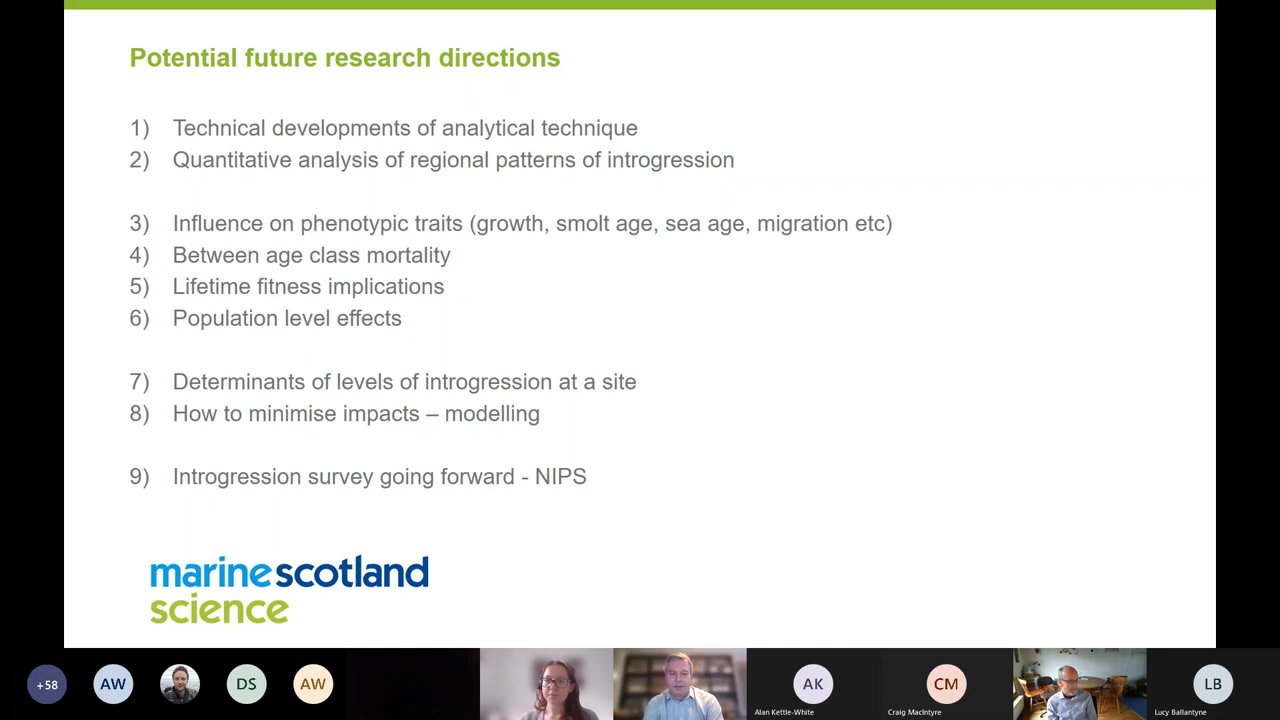 Potential future research directions
1) Technical developments of analytical technique
2) Quantitative analysis of regional patterns of introgression
3) Influence on phenotypic traits (growth, smolt age, sea age, migration etc)
4) Between age class mortality
5) Lifetime fitness implications
6) Population level effects
7) Determinants of levels of introgression at a site
8) How to minimise impacts – modelling
9) Introgression survey going forward - NIPS
marinescotland
science
+58 AW DS AW AK CM LB
Alan Kettle-White Craig MacIntyre Lucy Ballantyne